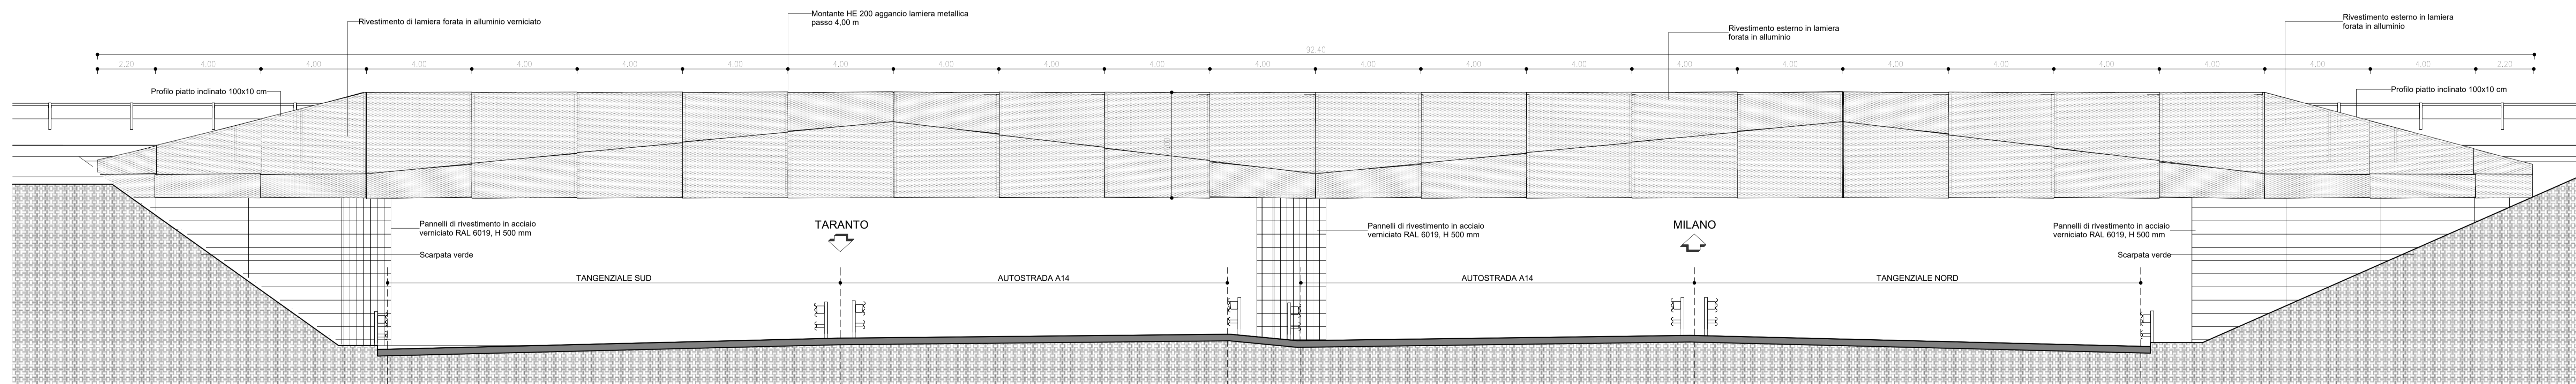 Rivestimento di lamiera forata in alluminio verniciato
Montante HE 200 aggancio lamiera metallica
passo 4,00 m
Rivestimento esterno in lamiera
forata in alluminio
Rivestimento esterno in lamiera
forata in alluminio
92,40
2,20 4,00 4,00 4,00 4,00 4,00 4,00 4,00 4,00 4,00 4,00 4,00 4,00 4,00 4,00 4,00 4,00 4,00 4,00 4,00 4,00 4,00 4,00 2,20
Profilo piatto inclinato 100x10 cm
Profilo piatto inclinato 100x10 cm
4,00
Pannelli di rivestimento in acciaio
verniciato RAL 6019, H 500 mm
Scarpata verde
TARANTO
Pannelli di rivestimento in acciaio
verniciato RAL 6019, H 500 mm
MILANO
Pannelli di rivestimento in acciaio
verniciato RAL 6019, H 500 mm
Scarpata verde
TANGENZIALE SUD
AUTOSTRADA A14
AUTOSTRADA A14
TANGENZIALE NORD